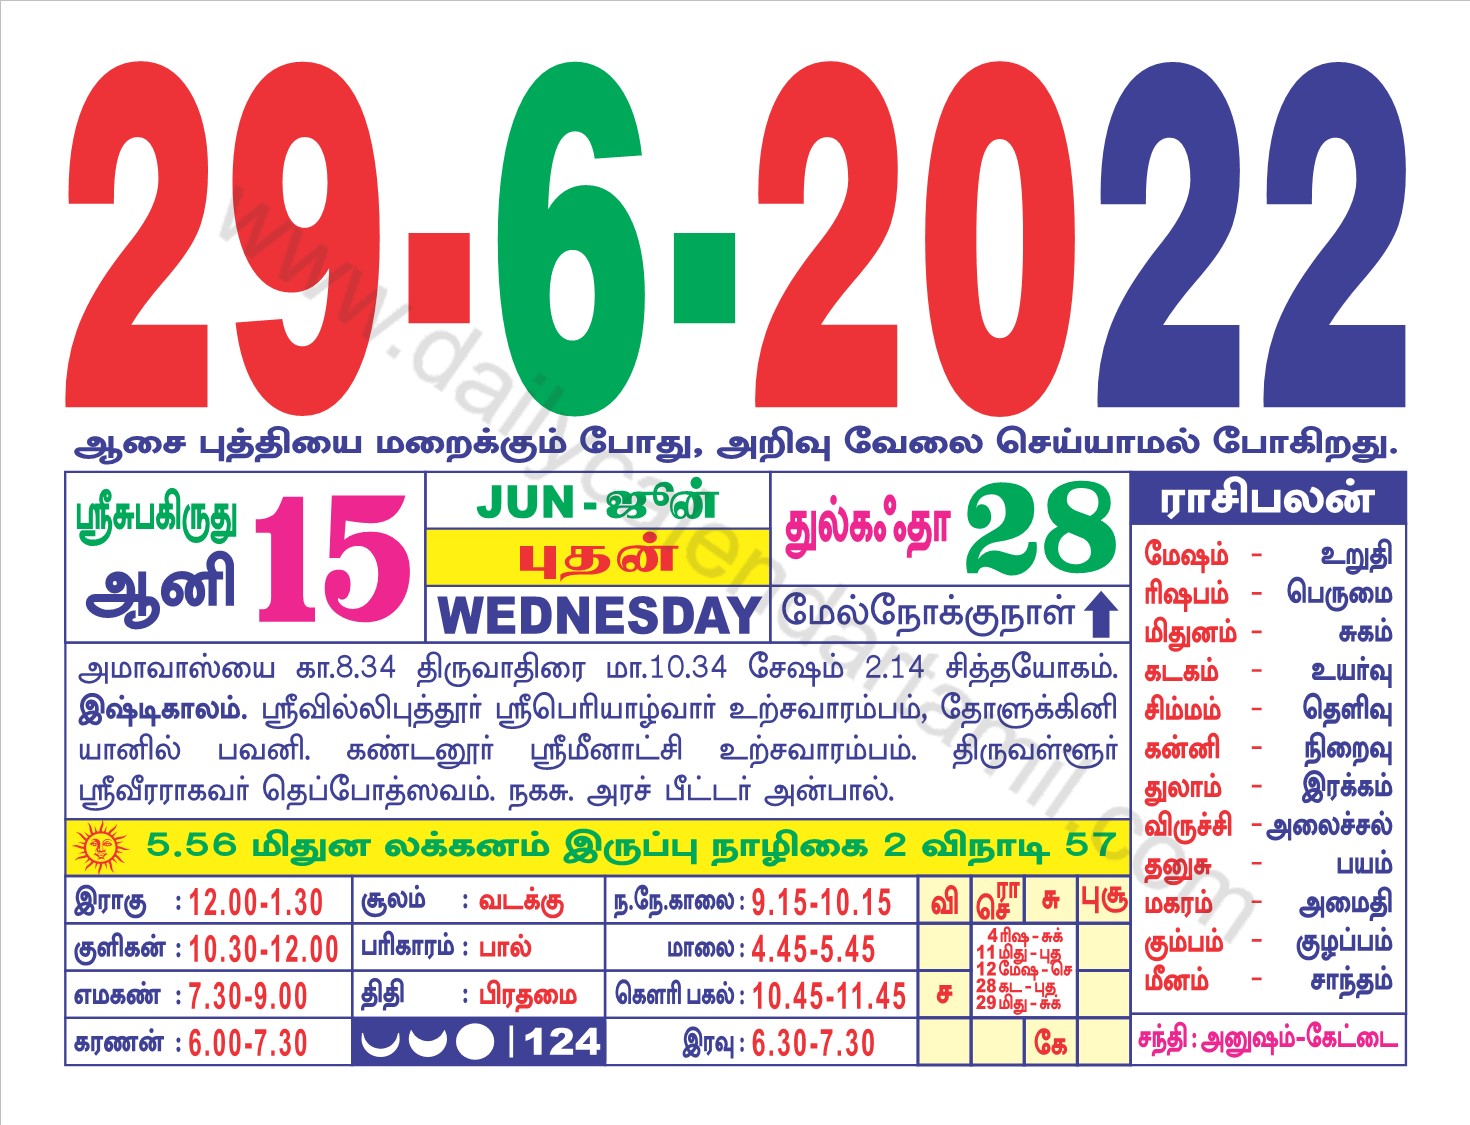 29-6-2022
ஆசை புத்தியை மறைக்கும் போது, அறிவு வேலை செய்யாமல் போகிறது.
ஸ்ரீசுபகிருது
ஆனி 15
JUN - ஜூன்
புதன்
WEDNESDAY
துல்கஃதா 28
மேல்நோக்குநாள்
அமாவாஸ்யை கா.8.34 திருவாதிரை மா.10.34 சேஷம் 2.14 சித்தயோகம்.
இஷ்டிகாலம். ஸ்ரீவில்லிபுத்தூர் ஸ்ரீபெரியாழ்வார் உற்சவாரம்பம், தோளுக்கினி
யானில் பவனி. கண்டனூர் ஸ்ரீமீனாட்சி உற்சவாரம்பம். திருவள்ளூர்
ஸ்ரீவீரராகவர் தெப்போத்ஸவம். நகசு. அரச் பீட்டர் அன்பால்.
5.56 மிதுன லக்கனம் இருப்பு நாழிகை 2 விநாடி 57
இராகு : 12.00-1.30
குளிகன் : 10.30-12.00
எமகண் : 7.30-9.00
கரணன் : 6.00-7.30
சூலம் : வடக்கு
பரிகாரம் : பால்
திதி : பிரதமை
124
ந.நே.காலை : 9.15-10.15
மாலை : 4.45-5.45
கௌரி பகல் : 10.45-11.45
இரவு : 6.30-7.30
வி ரா செ சு புசூ
4 ரிஷ - சுக்
11 மிது - புத
12 மேஷ - செ
28 கட - புத
29 மிது - சுக்
ச
கே
ராசிபலன்
மேஷம் - உறுதி
ரிஷபம் - பெருமை
மிதுனம் - சுகம்
கடகம் - உயர்வு
சிம்மம் - தெளிவு
கன்னி - நிறைவு
துலாம் - இரக்கம்
விருச்சி - அலைச்சல்
தனுசு - பயம்
மகரம் - அமைதி
கும்பம் - குழப்பம்
மீனம் - சாந்தம்
சந்தி : அனுஷம்-கேட்டை
www.dailycalendartamil.com